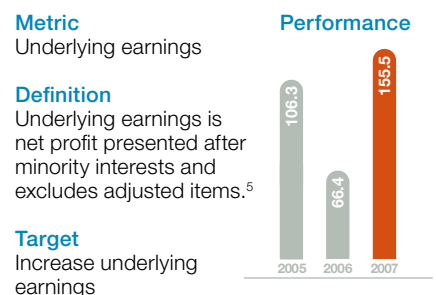 Metric
Underlying earnings
Definition
Underlying earnings is
net profit presented after
minority interests and
excludes adjusted items.5
Target
Increase underlying
earnings
Performance
106.3
66.4
155.5
2005 2006 2007